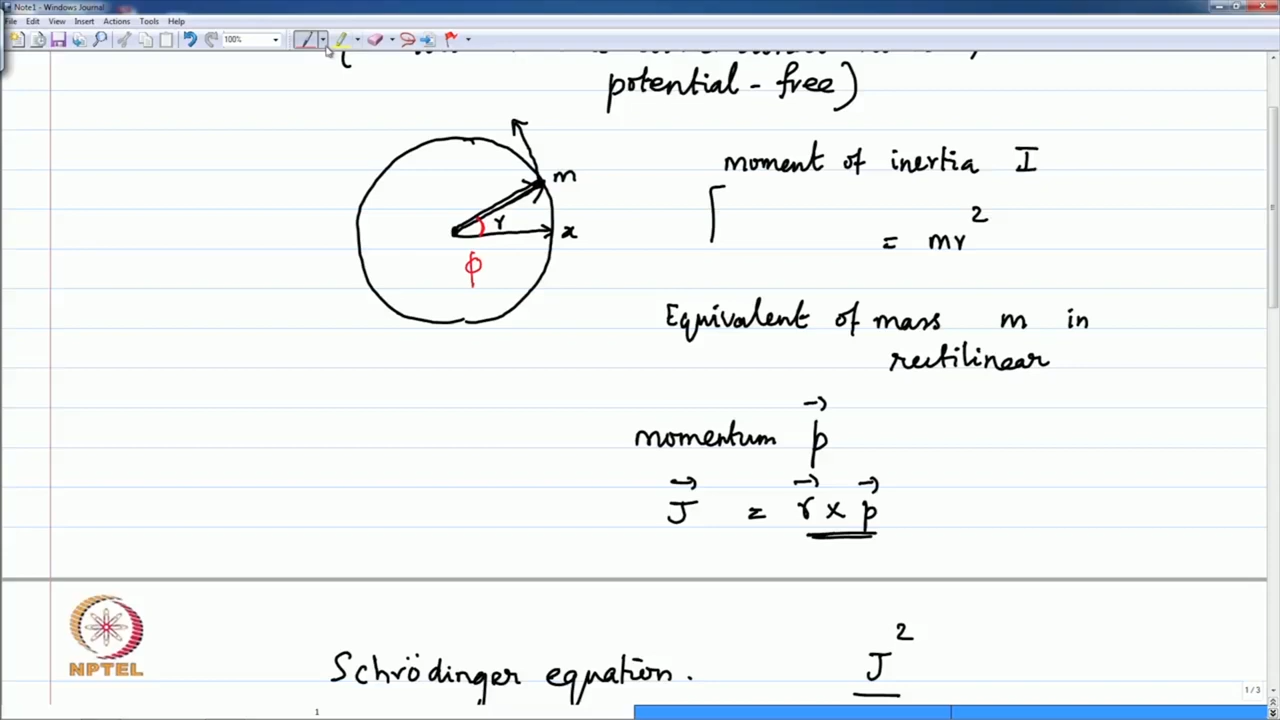 Note1 - Windows Journal
File Edit View Insert Actions Tools Help
100%
potential - free)
m
r
x
φ
moment of inertia I
= mr²
Equivalent of mass m in
rectilinear
momentum p⃗
J⃗ = r⃗ x p⃗
NPTEL
Schrödinger equation. J²
1/3
1